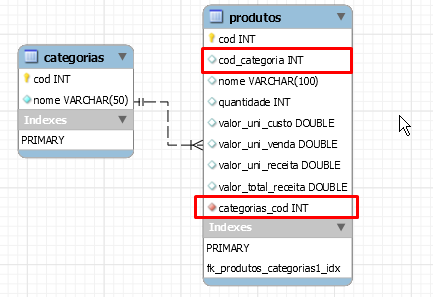 categorias
cod INT
nome VARCHAR(50)
Indexes
PRIMARY
produtos
cod INT
cod_categoria INT
nome VARCHAR(100)
quantidade INT
valor_uni_custo DOUBLE
valor_uni_venda DOUBLE
valor_uni_receita DOUBLE
valor_total_receita DOUBLE
categorias_cod INT
Indexes
PRIMARY
fk_produtos_categorias1_idx